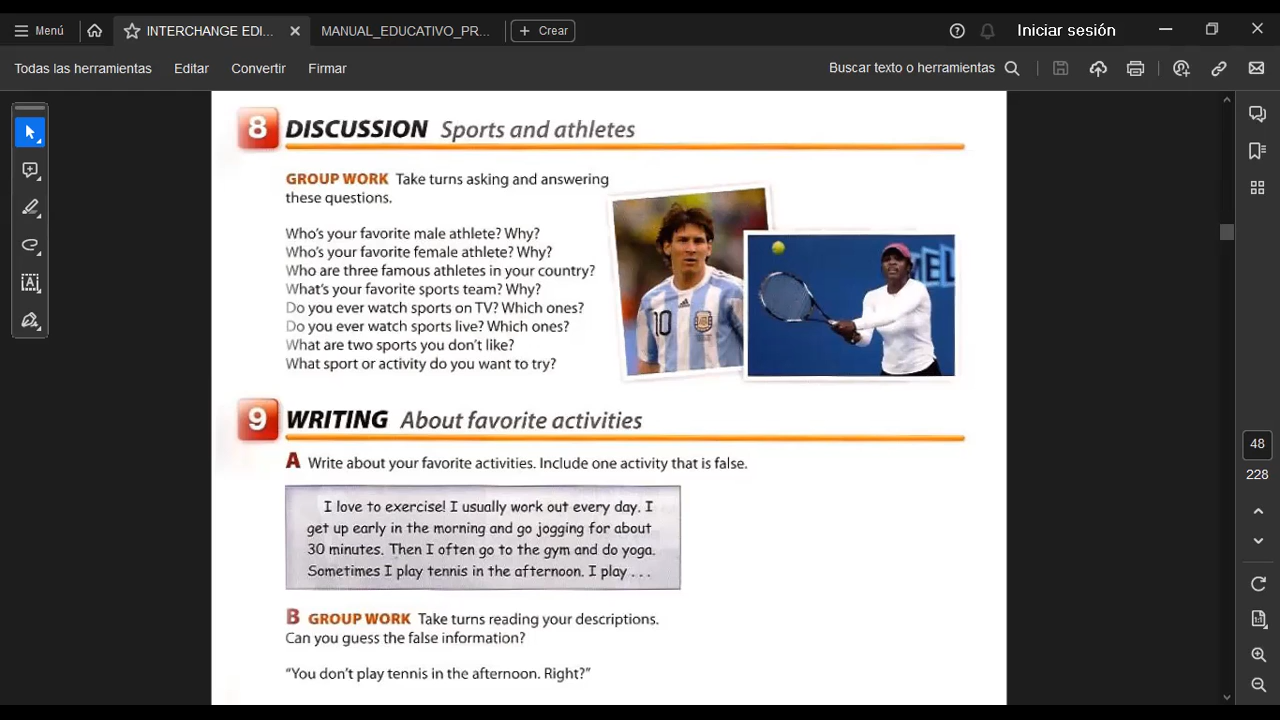 Menú
INTERCHANGE EDI...
MANUAL_EDUCATIVO_PR...
Crear
Iniciar sesión
Todas las herramientas
Editar
Convertir
Firmar
Buscar texto o herramientas
8 DISCUSSION Sports and athletes
GROUP WORK Take turns asking and answering
these questions.
Who's your favorite male athlete? Why?
Who's your favorite female athlete? Why?
Who are three famous athletes in your country?
What's your favorite sports team? Why?
Do you ever watch sports on TV? Which ones?
Do you ever watch sports live? Which ones?
What are two sports you don't like?
What sport or activity do you want to try?
10
MEL
9 WRITING About favorite activities
A Write about your favorite activities. Include one activity that is false.
I love to exercise! I usually work out every day. I
get up early in the morning and go jogging for about
30 minutes. Then I often go to the gym and do yoga.
Sometimes I play tennis in the afternoon. I play . . .
B GROUP WORK Take turns reading your descriptions.
Can you guess the false information?
"You don't play tennis in the afternoon. Right?"
48
228